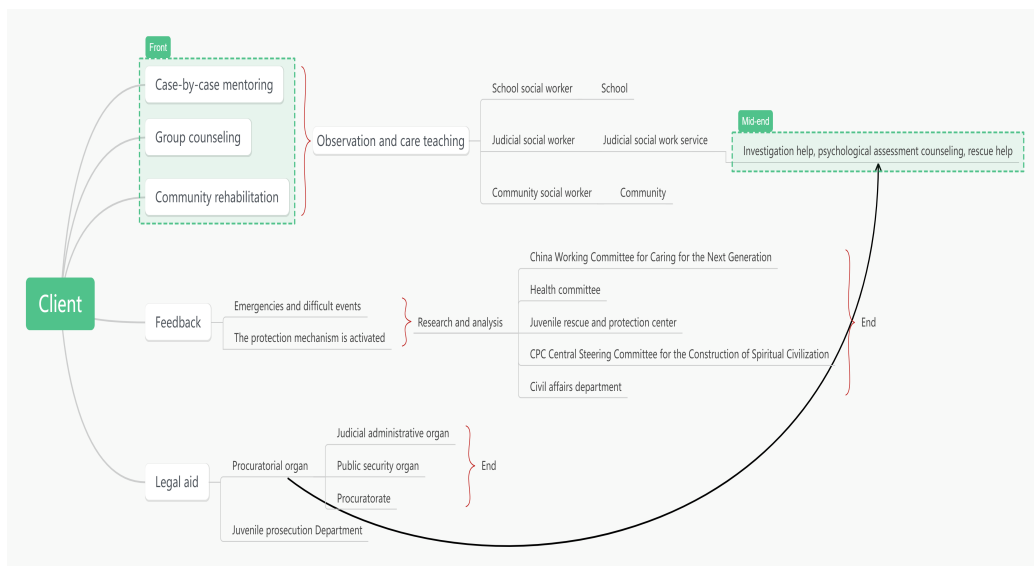 Front
Case-by-case mentoring
Group counseling
Community rehabilitation
Observation and care teaching
School social worker
School
Judicial social worker
Judicial social work service
Community social worker
Community
Mid-end
Investigation help, psychological assessment counseling, rescue help
Client
Feedback
Emergencies and difficult events
The protection mechanism is activated
Research and analysis
China Working Committee for Caring for the Next Generation
Health committee
Juvenile rescue and protection center
CPC Central Steering Committee for the Construction of Spiritual Civilization
Civil affairs department
End
Legal aid
Procuratorial organ
Judicial administrative organ
Public security organ
Procuratorate
End
Juvenile prosecution Department